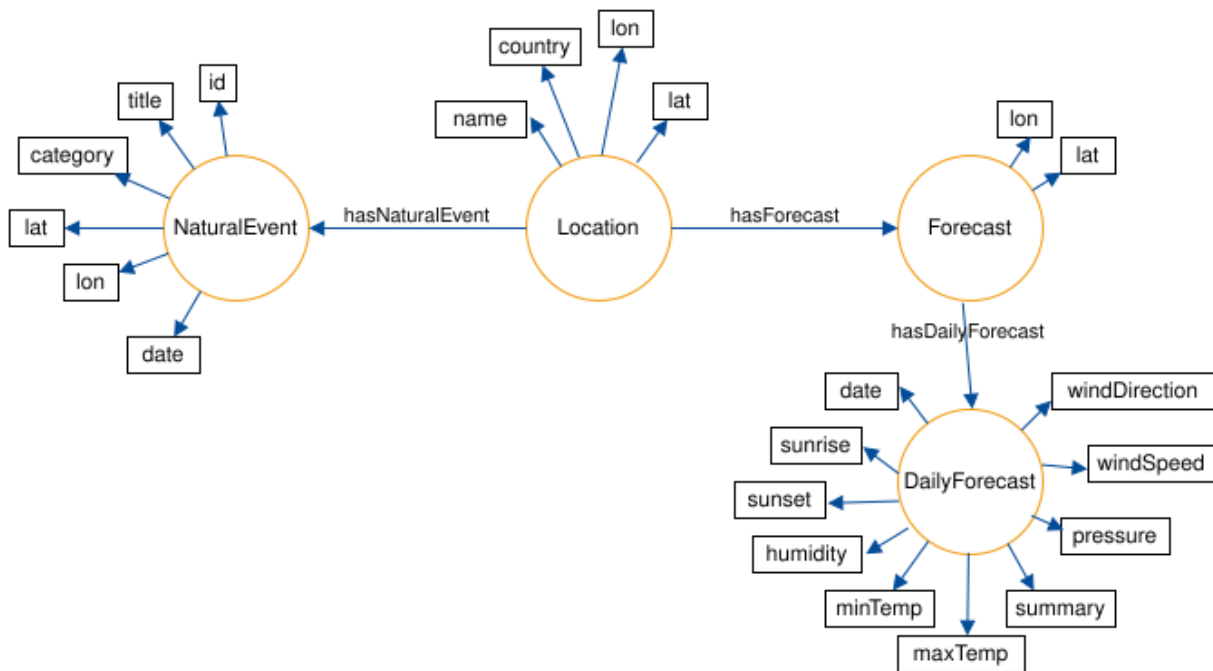 lon
country
id
title
lat
name
lon
category
lat
hasNaturalEvent
hasForecast
lat
NaturalEvent
Location
Forecast
lon
hasDailyForecast
date
date
windDirection
sunrise
windSpeed
DailyForecast
sunset
pressure
humidity
minTemp
summary
maxTemp